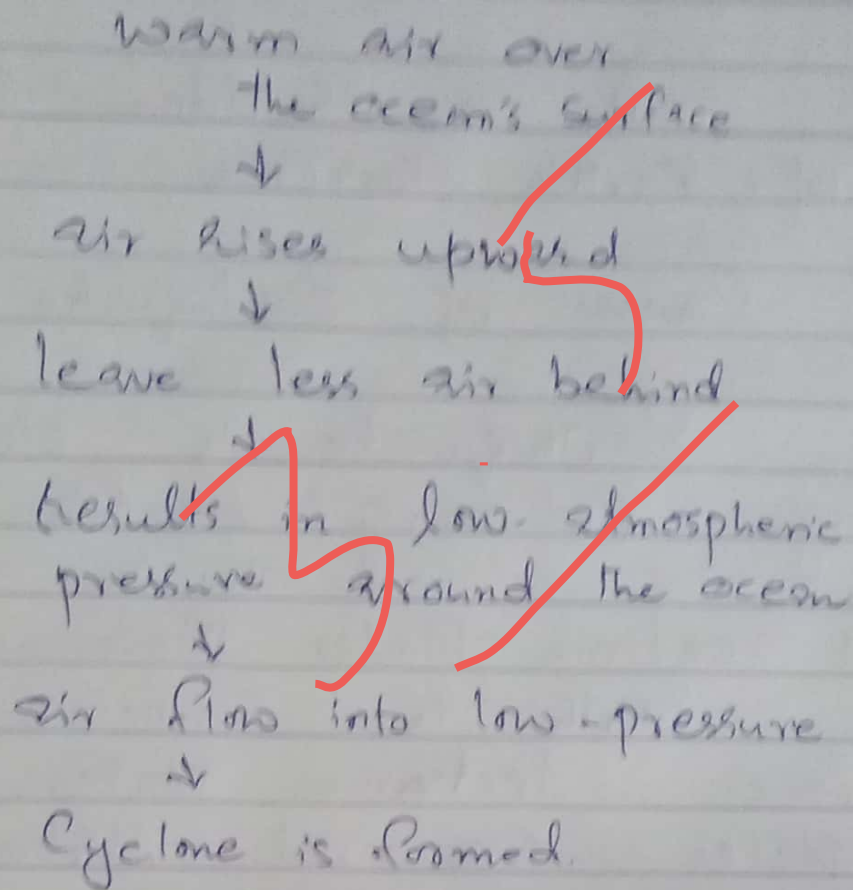 warm air over
the ocean's surface
↓
air rises upward
↓
leave less air behind
↓
Results in low atmospheric
pressure around the ocean
↓
air flow into low-pressure
↓
Cyclone is formed.